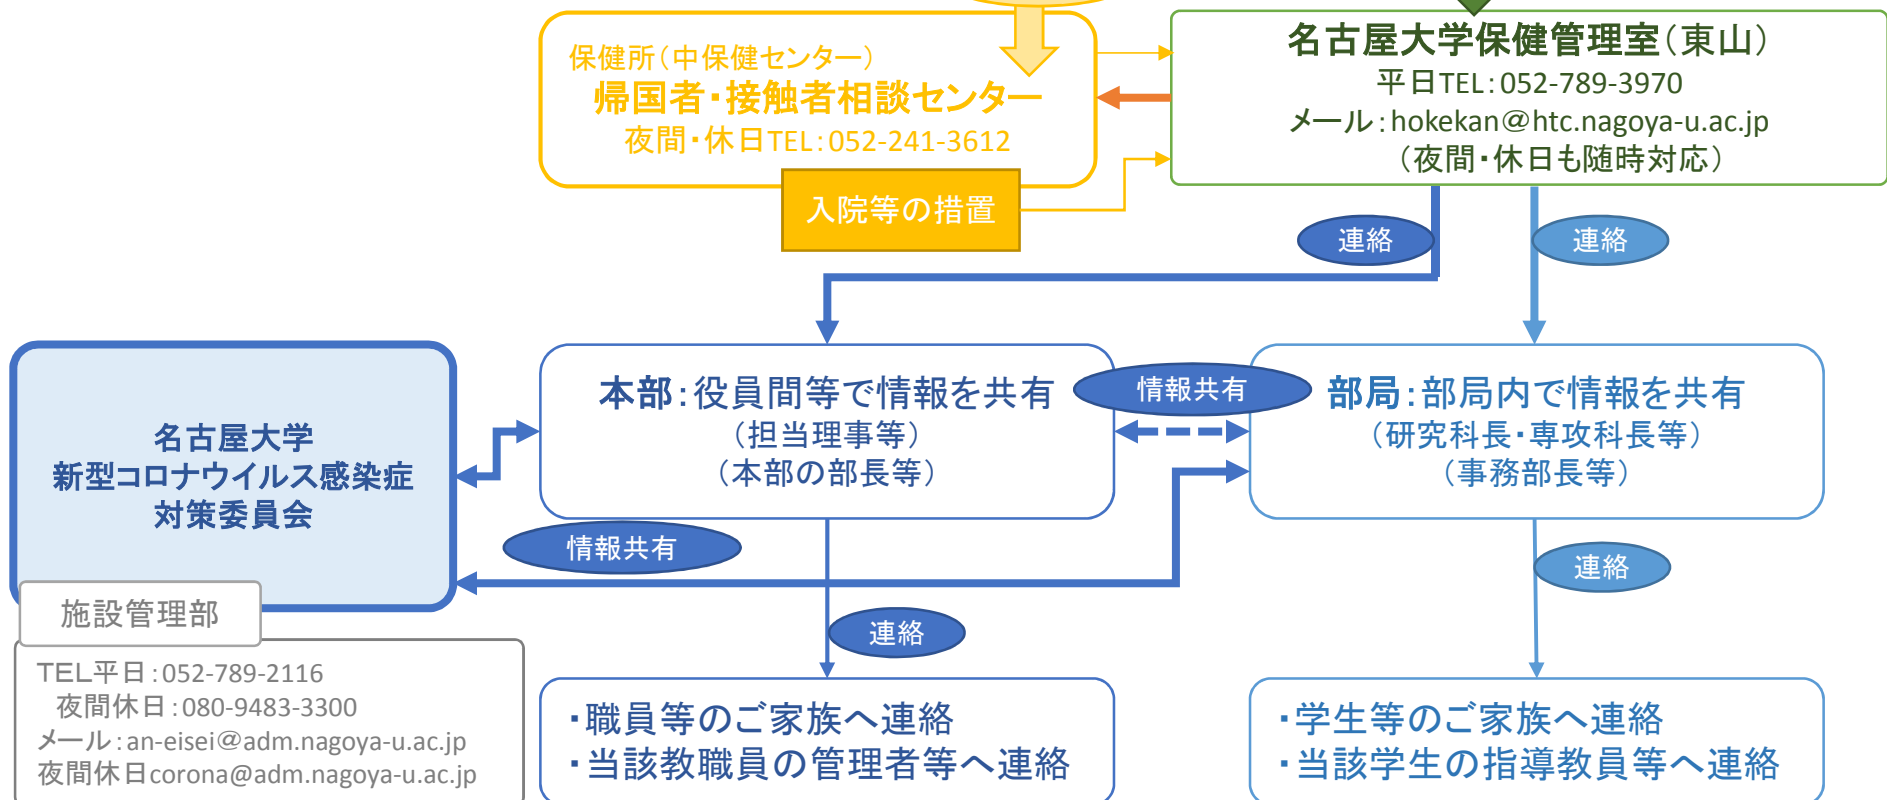 保健所（中保健センター）
帰国者・接触者相談センター
夜間・休日TEL：052-241-3612
入院等の措置
名古屋大学保健管理室（東山）
平日TEL：052-789-3970
メール：hokekan＠htc.nagoya-u.ac.jp
（夜間・休日も随時対応）
連絡
連絡
名古屋大学
新型コロナウイルス感染症
対策委員会
本部：役員間等で情報を共有
（担当理事等）
（本部の部長等）
情報共有
部局：部局内で情報を共有
（研究科長・専攻科長等）
（事務部長等）
情報共有
連絡
連絡
施設管理部
TEL平日：052-789-2116
夜間休日：080-9483-3300
メール：an-eisei＠adm.nagoya-u.ac.jp
夜間休日corona@adm.nagoya-u.ac.jp
・職員等のご家族へ連絡
・当該教職員の管理者等へ連絡
・学生等のご家族へ連絡
・当該学生の指導教員等へ連絡